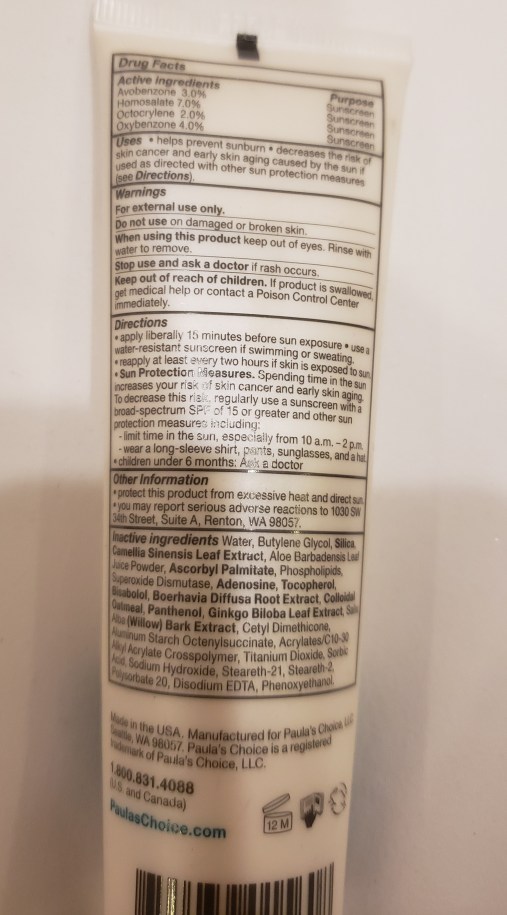 Drug Facts
Active Ingredients Purpose
Avobenzone 3.0% Sunscreen
Homosalate 7.0% Sunscreen
Octocrylene 2.0% Sunscreen
Oxybenzone 4.0% Sunscreen
Uses • helps prevent sunburn • decreases the risk of
skin cancer and early skin aging caused by the sun if
used as directed with other sun protection measures
(see Directions).
Warnings
For external use only.
Do not use on damaged or broken skin.
When using this product keep out of eyes. Rinse with
water to remove.
Stop use and ask a doctor if rash occurs.
Keep out of reach of children. If product is swallowed,
get medical help or contact a Poison Control Center
immediately.
Directions
• apply liberally 15 minutes before sun exposure • use a
water-resistant sunscreen if swimming or sweating.
• reapply at least every two hours if skin is exposed to sun
• Sun Protection Measures. Spending time in the sun
increases your risk of skin cancer and early skin aging.
To decrease this risk, regularly use a sunscreen with a
broad-spectrum SPF of 15 or greater and other sun
protection measures including:
- limit time in the sun, especially from 10 a.m. – 2 p.m.
- wear a long-sleeve shirt, pants, sunglasses, and a hat.
• children under 6 months: Ask a doctor
Other Information
• protect this product from excessive heat and direct sun.
• you may report serious adverse reactions to 1030 SW
34th Street, Suite A, Renton, WA 98057.
Inactive ingredients Water, Butylene Glycol, Silica,
Camellia Sinensis Leaf Extract, Aloe Barbadensis Leaf
Juice Powder, Ascorbyl Palmitate, Phospholipids,
Superoxide Dismutase, Adenosine, Tocopherol,
Bisabolol, Boerhavia Diffusa Root Extract, Colloidal
Oatmeal, Panthenol, Ginkgo Biloba Leaf Extract, Salix
Alba (Willow) Bark Extract, Cetyl Dimethicone,
Aluminum Starch Octenylsuccinate, Acrylates/C10-30
Alkyl Acrylate Crosspolymer, Titanium Dioxide, Sorbic
Acid, Sodium Hydroxide, Steareth-21, Steareth-2,
Polysorbate 20, Disodium EDTA, Phenoxyethanol.
Made in the USA. Manufactured for Paula's Choice, LLC
Seattle, WA 98057. Paula's Choice is a registered
trademark of Paula's Choice, LLC.
1.800.831.4088
(U.S. and Canada)
PaulasChoice.com
12 M